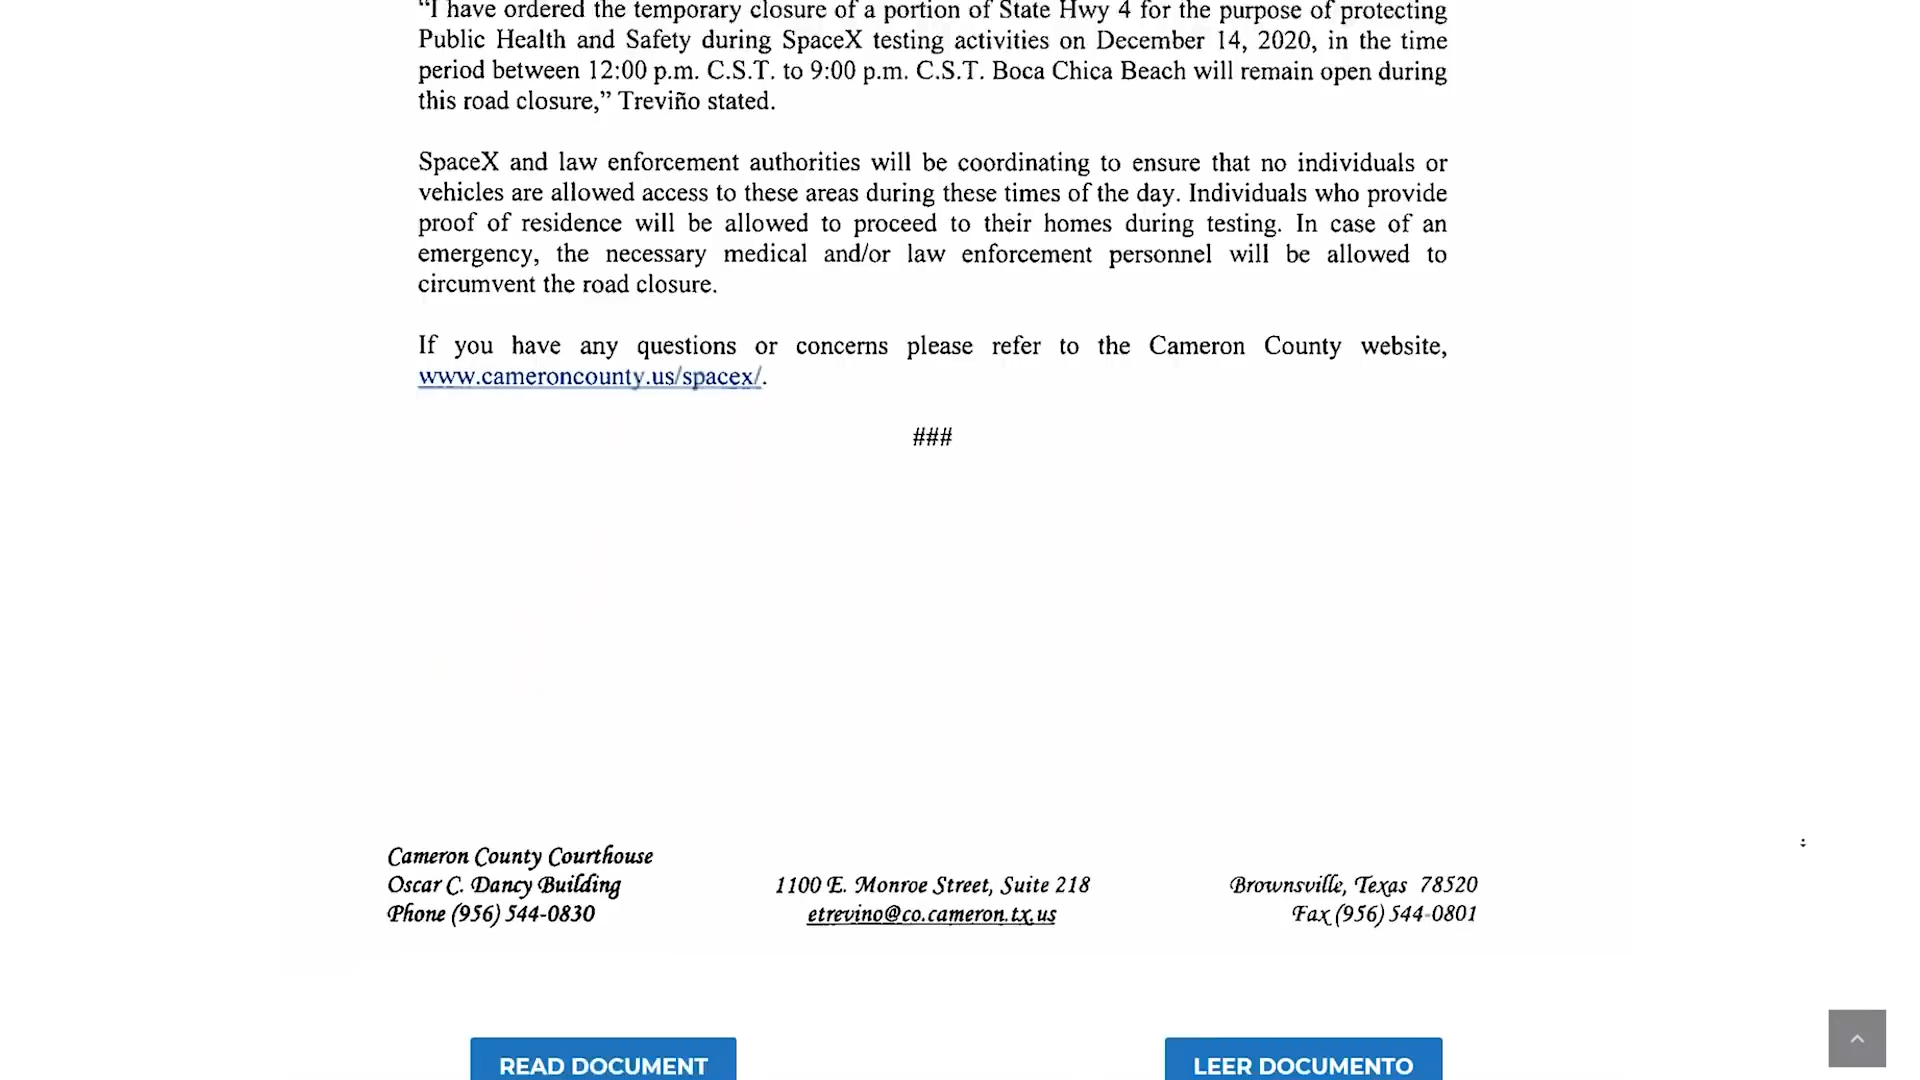 “I have ordered the temporary closure of a portion of State Hwy 4 for the purpose of protecting
Public Health and Safety during SpaceX testing activities on December 14, 2020, in the time
period between 12:00 p.m. C.S.T. to 9:00 p.m. C.S.T. Boca Chica Beach will remain open during
this road closure,” Treviño stated.
SpaceX and law enforcement authorities will be coordinating to ensure that no individuals or
vehicles are allowed access to these areas during these times of the day. Individuals who provide
proof of residence will be allowed to proceed to their homes during testing. In case of an
emergency, the necessary medical and/or law enforcement personnel will be allowed to
circumvent the road closure.
If you have any questions or concerns please refer to the Cameron County website,
www.cameroncounty.us/spacex/.
###
Cameron County Courthouse
Oscar C. Dancy Building
Phone (956) 544-0830
1100 E. Monroe Street, Suite 218
etrevino@co.cameron.tx.us
Brownsville, Texas 78520
Fax (956) 544-0801
READ DOCUMENT
LEER DOCUMENTO